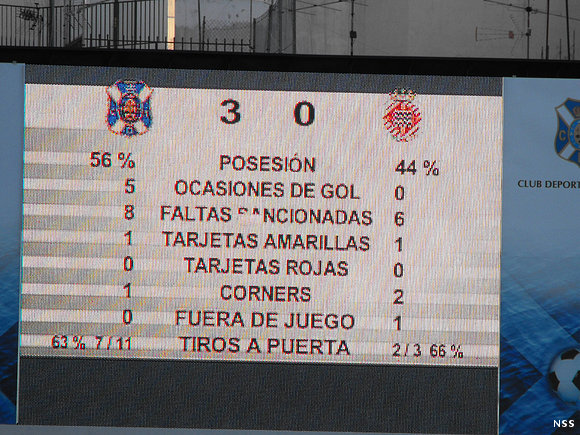 3 0
56 % POSESIÓN 44 %
5 OCASIONES DE GOL 0
8 FALTAS SANCIONADAS 6
1 TARJETAS AMARILLAS 1
0 TARJETAS ROJAS 0
1 CORNERS 2
0 FUERA DE JUEGO 1
63 % 7 / 11 TIROS A PUERTA 2 / 3 66 %
CLUB DEPORT
NSS